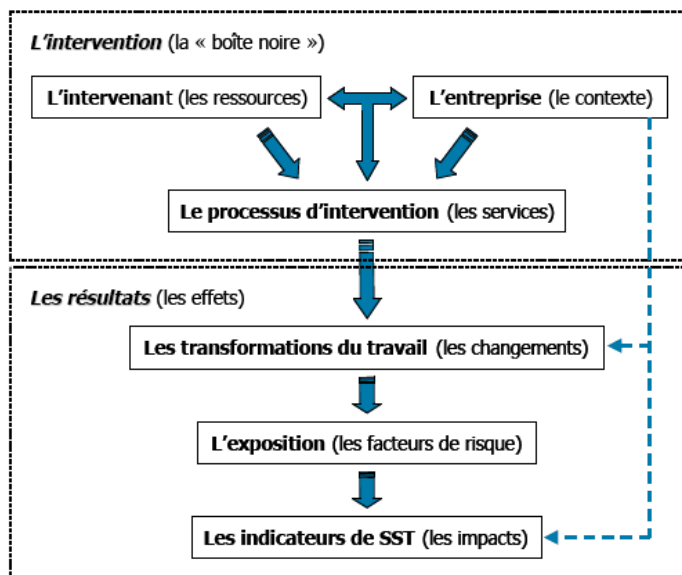 L'intervention (la « boîte noire »)
L'intervenant (les ressources)
L'entreprise (le contexte)
Le processus d'intervention (les services)
Les résultats (les effets)
Les transformations du travail (les changements)
L'exposition (les facteurs de risque)
Les indicateurs de SST (les impacts)